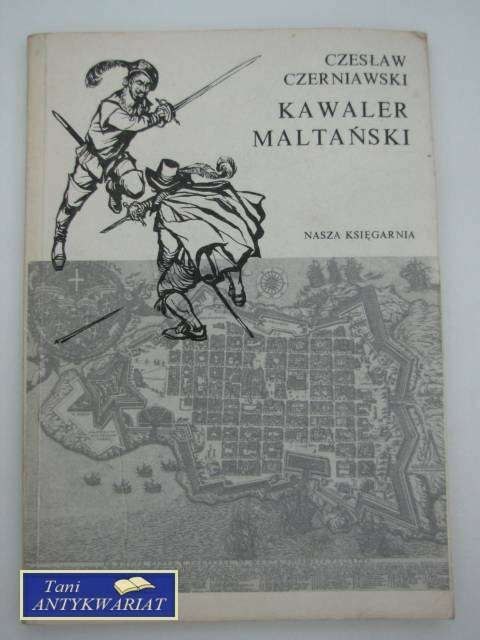 CZESŁAW
CZERNIAWSKI
KAWALER
MALTAŃSKI
NASZA KSIĘGARNIA
Tani
ANTYKWARIAT